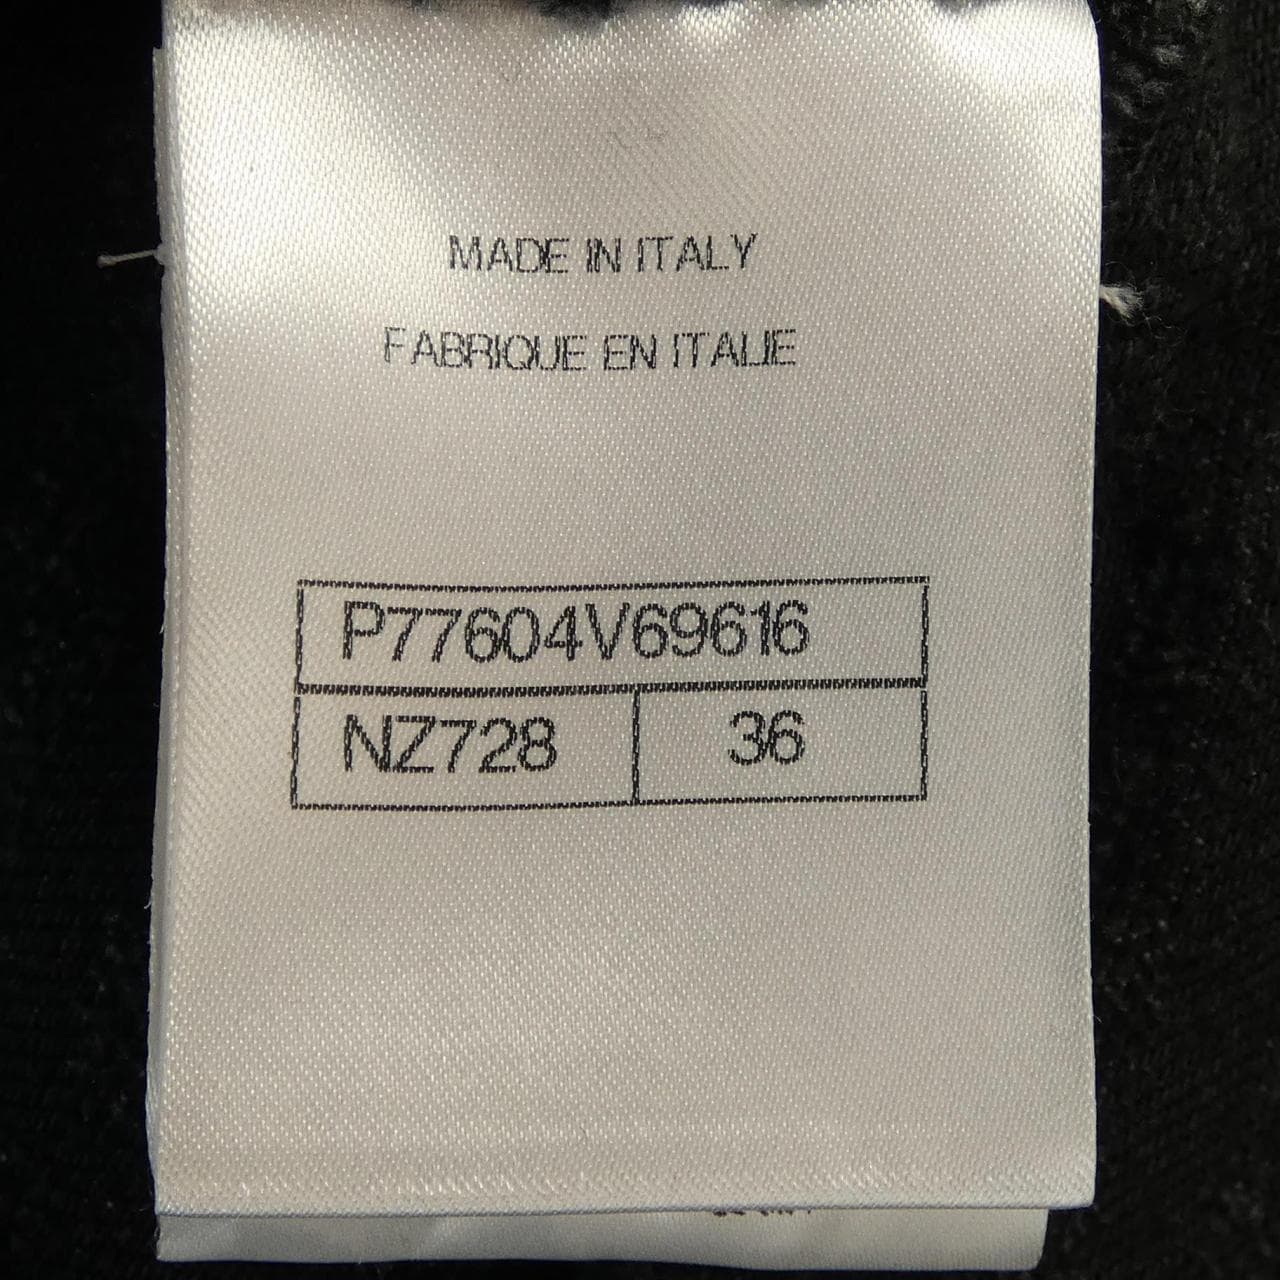 MADE IN ITALY
FABRIQUE EN ITALIE
P77604V69616
NZ728 36